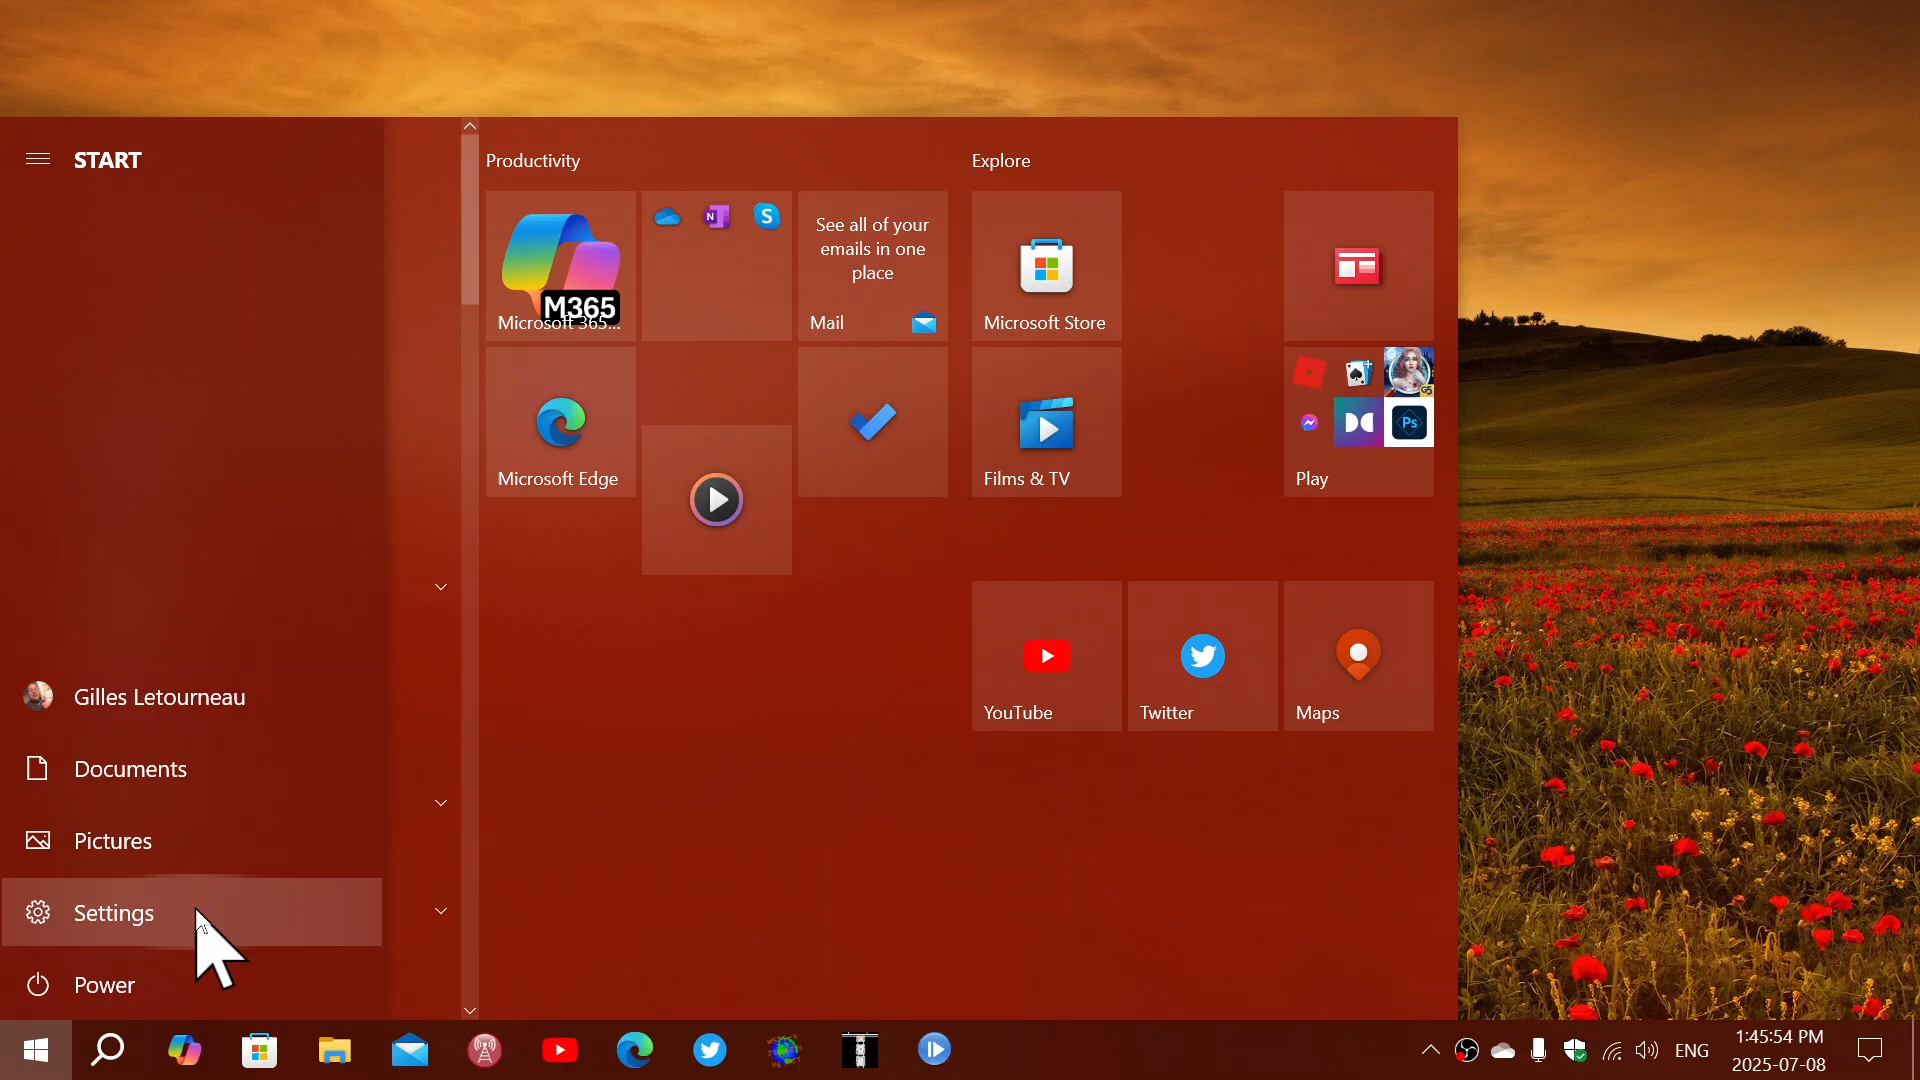 START
Gilles Letourneau
Documents
Pictures
Settings
Power
Productivity
M365
Microsoft 365...
N
S
See all of your
emails in one
place
Mail
Microsoft Edge
Explore
Microsoft Store
Films & TV
G5
Ps
Play
YouTube
Twitter
Maps
ENG
1:45:54 PM
2025-07-08